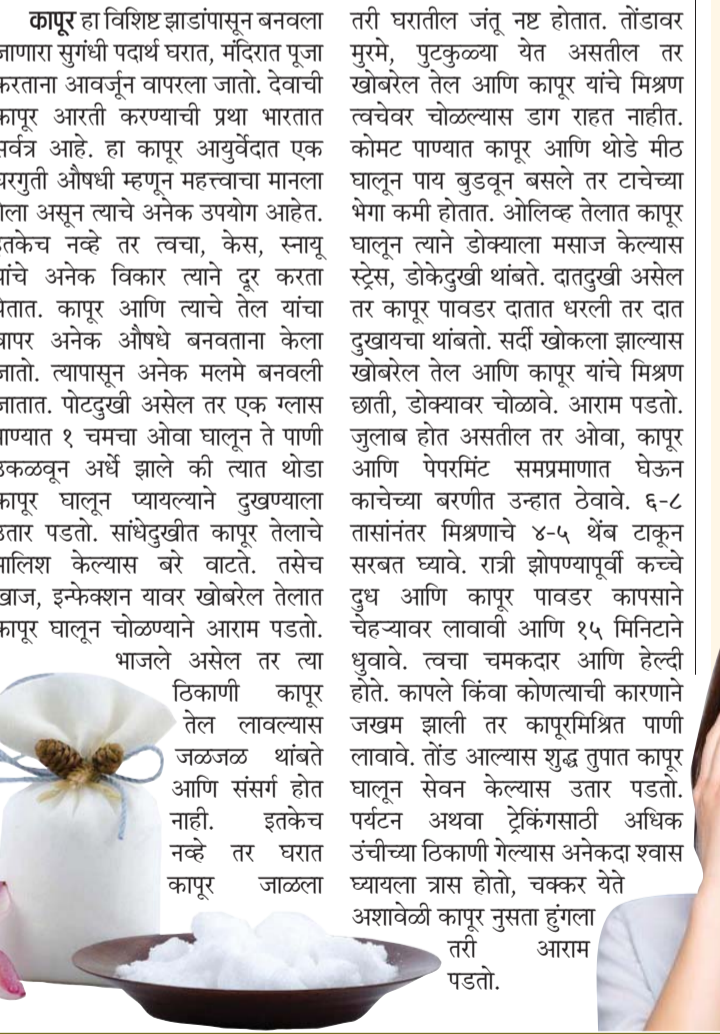 कापूर हा विशिष्ट झाडांपासून बनवला
जाणारा सुगंधी पदार्थ घरात, मंदिरात पूजा
करताना आवर्जून वापरला जातो. देवाची
कापूर आरती करण्याची प्रथा भारतात
सर्वत्र आहे. हा कापूर आयुर्वेदात एक
घरगुती औषधी म्हणून महत्त्वाचा मानला
गेला असून त्याचे अनेक उपयोग आहेत.
इतकेच नव्हे तर त्वचा, केस, स्नायू
यांचे अनेक विकार त्याने दूर करता
येतात. कापूर आणि त्याचे तेल यांचा
वापर अनेक औषधे बनवताना केला
जातो. त्यापासून अनेक मलमे बनवली
जातात. पोटदुखी असेल तर एक ग्लास
पाण्यात १ चमचा ओवा घालून ते पाणी
उकळवून अर्धे झाले की त्यात थोडा
कापूर घालून प्यायल्याने दुखण्याला
उतार पडतो. सांधेदुखीत कापूर तेलाचे
मालिश केल्यास बरे वाटते. तसेच
खाज, इन्फेक्शन यावर खोबरेल तेलात
कापूर घालून चोळण्याने आराम पडतो.
भाजले असेल तर त्या
ठिकाणी कापूर
तेल लावल्यास
जळजळ थांबते
आणि संसर्ग होत
नाही. इतकेच
नव्हे तर घरात
कापूर जाळला
तरी घरातील जंतू नष्ट होतात. तोंडावर
मुरमे, पुटकुळ्या येत असतील तर
खोबरेल तेल आणि कापूर यांचे मिश्रण
त्वचेवर चोळल्यास डाग राहत नाहीत.
कोमट पाण्यात कापूर आणि थोडे मीठ
घालून पाय बुडवून बसले तर टाचेच्या
भेगा कमी होतात. ओलिव्ह तेलात कापूर
घालून त्याने डोक्याला मसाज केल्यास
स्ट्रेस, डोकेदुखी थांबते. दातदुखी असेल
तर कापूर पावडर दातात धरली तर दात
दुखायचा थांबतो. सर्दी खोकला झाल्यास
खोबरेल तेल आणि कापूर यांचे मिश्रण
छाती, डोक्यावर चोळावे. आराम पडतो.
जुलाब होत असतील तर ओवा, कापूर
आणि पेपरमिंट समप्रमाणात घेऊन
काचेच्या बरणीत उन्हात ठेवावे. ६-८
तासांनंतर मिश्रणाचे ४-५ थेंब टाकून
सरबत घ्यावे. रात्री झोपण्यापूर्वी कच्चे
दुध आणि कापूर पावडर कापसाने
चेहऱ्यावर लावावी आणि १५ मिनिटाने
धुवावे. त्वचा चमकदार आणि हेल्दी
होते. कापले किंवा कोणत्याची कारणाने
जखम झाली तर कापूरमिश्रित पाणी
लावावे. तोंड आल्यास शुद्ध तुपात कापूर
घालून सेवन केल्यास उतार पडतो.
पर्यटन अथवा ट्रेकिंगसाठी अधिक
उंचीच्या ठिकाणी गेल्यास अनेकदा श्वास
घ्यायला त्रास होतो, चक्कर येते
अशावेळी कापूर नुसता हुंगला
तरी आराम
पडतो.